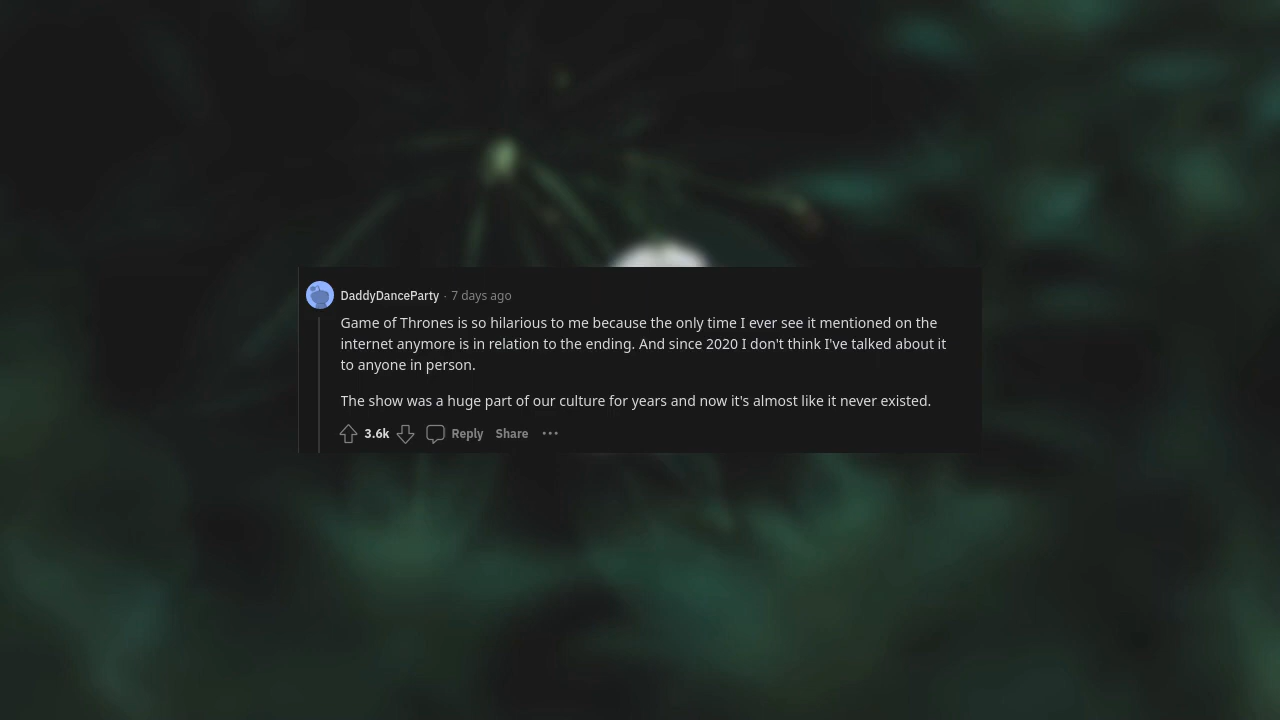 DaddyDanceParty · 7 days ago
Game of Thrones is so hilarious to me because the only time I ever see it mentioned on the
internet anymore is in relation to the ending. And since 2020 I don't think I've talked about it
to anyone in person.
The show was a huge part of our culture for years and now it's almost like it never existed.
3.6k Reply Share ···